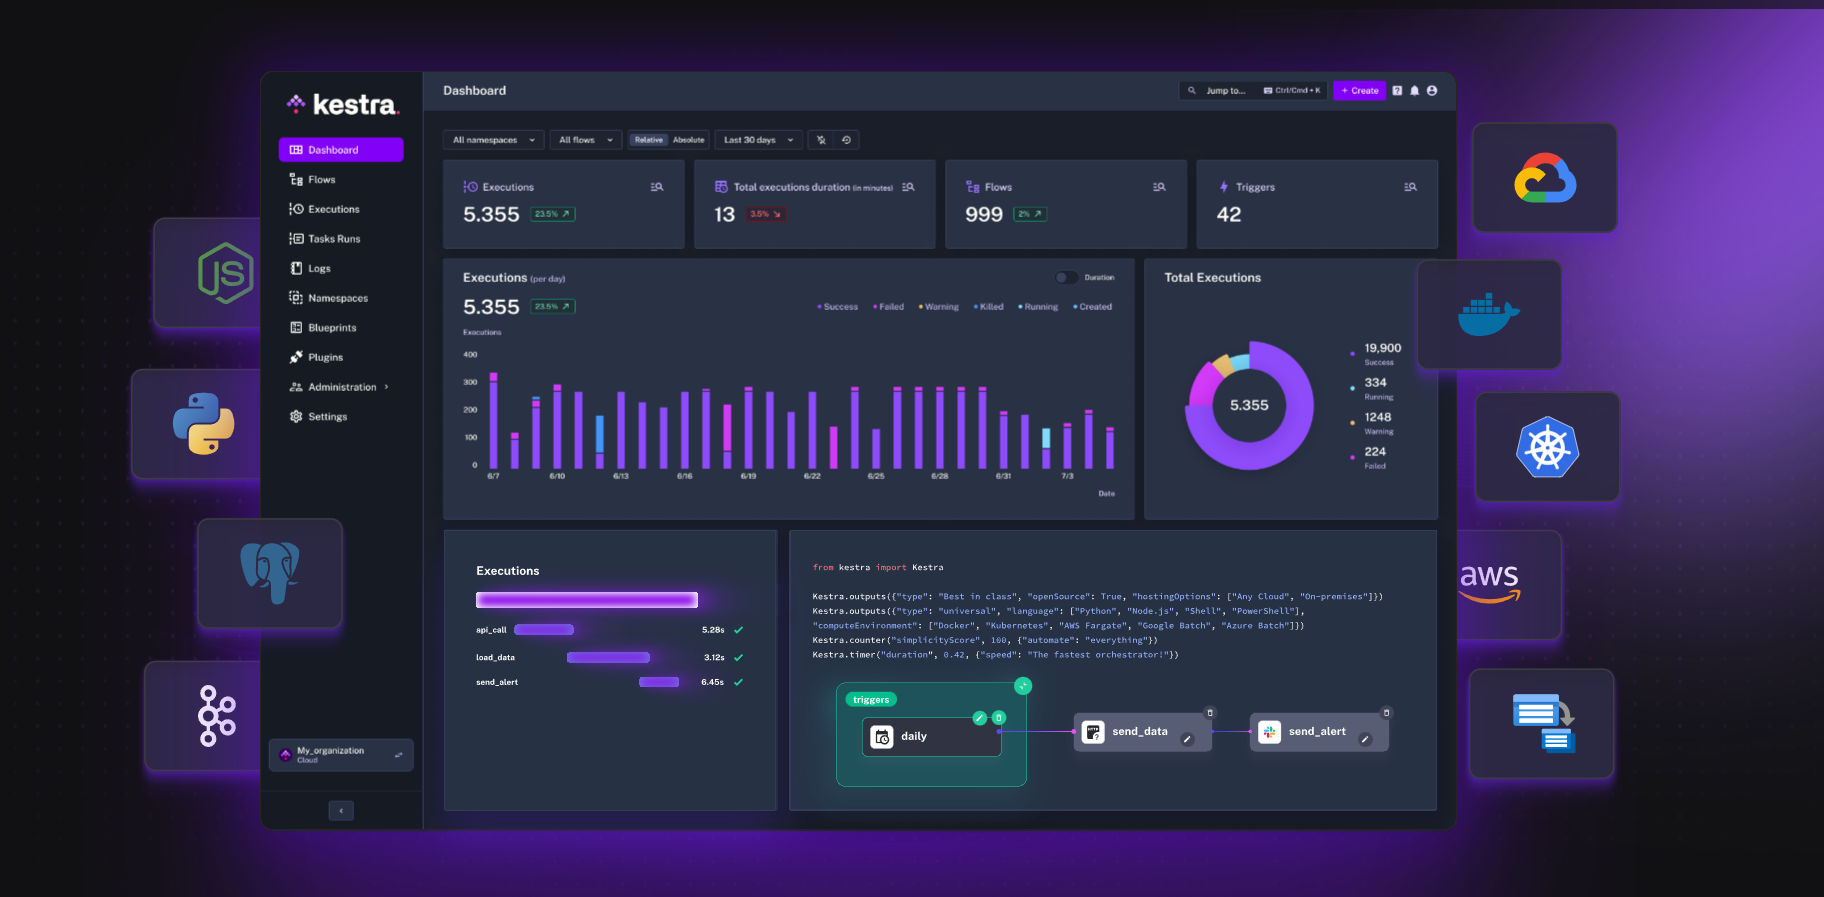 kestra.
Dashboard
Flows
Executions
Tasks Runs
Logs
Namespaces
Blueprints
Plugins
Administration
Settings
My_organization
Cloud
Dashboard
Jump to...
Ctrl/Cmd + K
+ Create
All namespaces
All flows
Relative Absolute
Last 30 days
Executions
5.355 23.5%
Total executions duration (in minutes)
13 3.5%
Flows
999 2%
Triggers
42
Executions (per day)
Duration
5.355 23.5%
Success Failed Warning Killed Running Created
Executions
400
300
200
100
0
6/7 6/10 6/13 6/16 6/19 6/22 6/25 6/28 6/31 7/3
Date
Total Executions
5.355
19,900
Success
334
Running
1248
Warning
224
Failed
Executions
api_call 5.28s
load_data 3.12s
send_alert 6.45s
from kestra import Kestra
Kestra.outputs({"type": "Best in class", "openSource": True, "hostingOptions": ["Any Cloud", "On-premises"]})
Kestra.outputs({"type": "universal", "language": ["Python", "Node.js", "Shell", "PowerShell"],
"computeEnvironment": ["Docker", "Kubernetes", "AWS Fargate", "Google Batch", "Azure Batch"]})
Kestra.counter("simplicityScore", 100, {"automate": "everything"})
Kestra.timer("duration", 0.42, {"speed": "The fastest orchestrator!"})
triggers
daily
send_data
send_alert
JS
aws